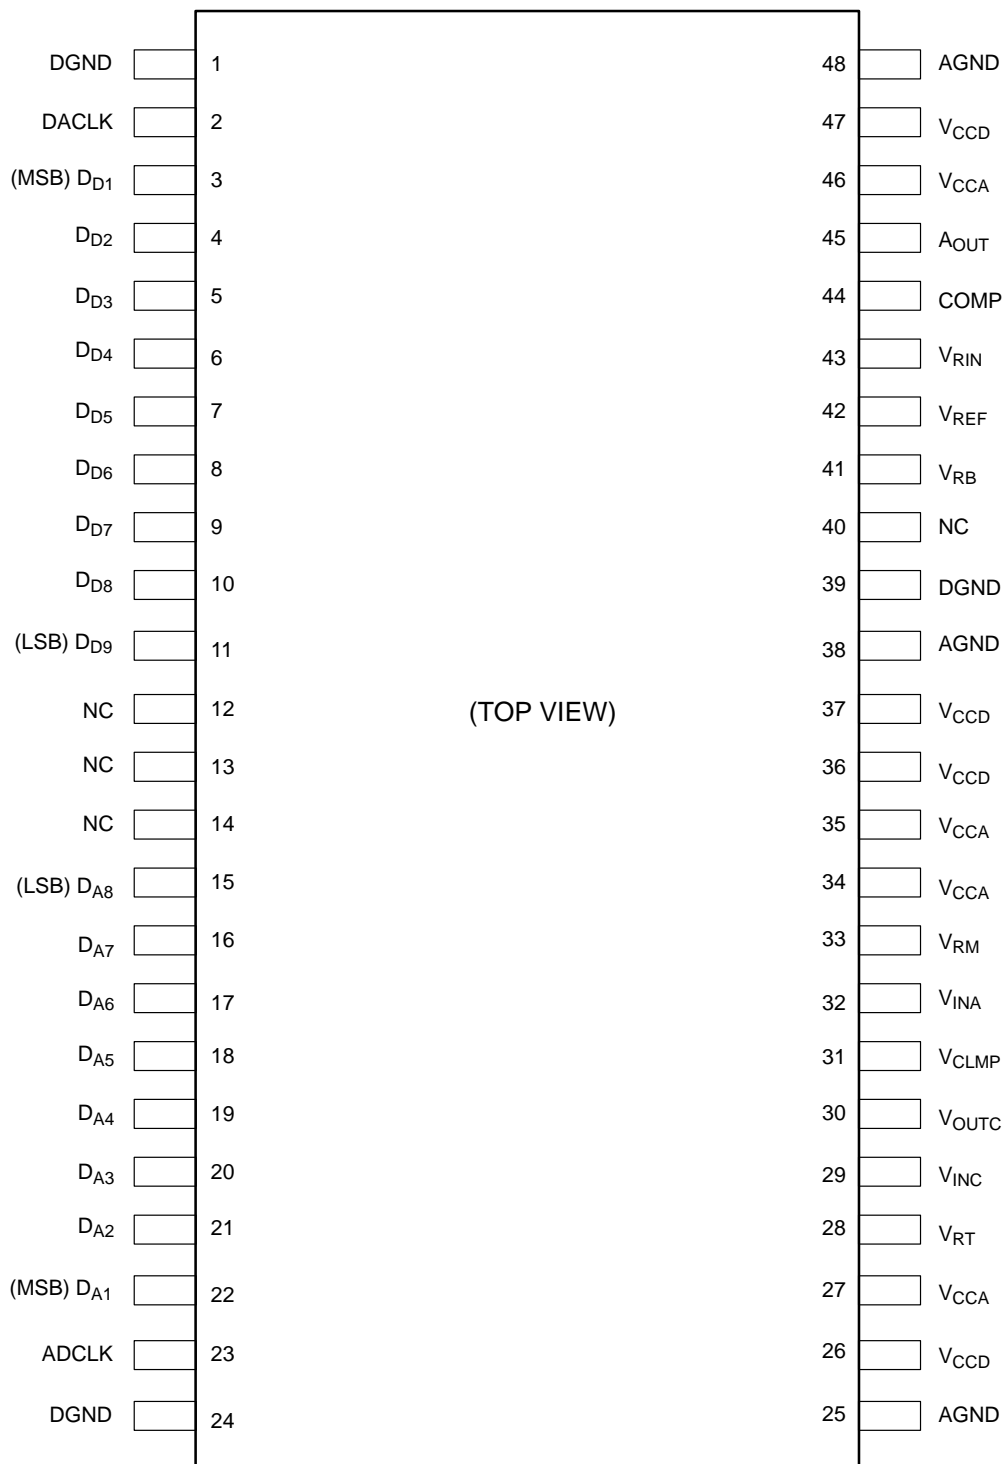 DGND 1 48 AGND
DACLK 2 47 VCCD
(MSB) DD1 3 46 VCCA
DD2 4 45 AOUT
DD3 5 44 COMP
DD4 6 43 VRIN
DD5 7 42 VREF
DD6 8 41 VRB
DD7 9 40 NC
DD8 10 39 DGND
(LSB) DD9 11 38 AGND
NC 12 (TOP VIEW) 37 VCCD
NC 13 36 VCCD
NC 14 35 VCCA
(LSB) DA8 15 34 VCCA
DA7 16 33 VRM
DA6 17 32 VINA
DA5 18 31 VCLMP
DA4 19 30 VOUTC
DA3 20 29 VINC
DA2 21 28 VRT
(MSB) DA1 22 27 VCCA
ADCLK 23 26 VCCD
DGND 24 25 AGND